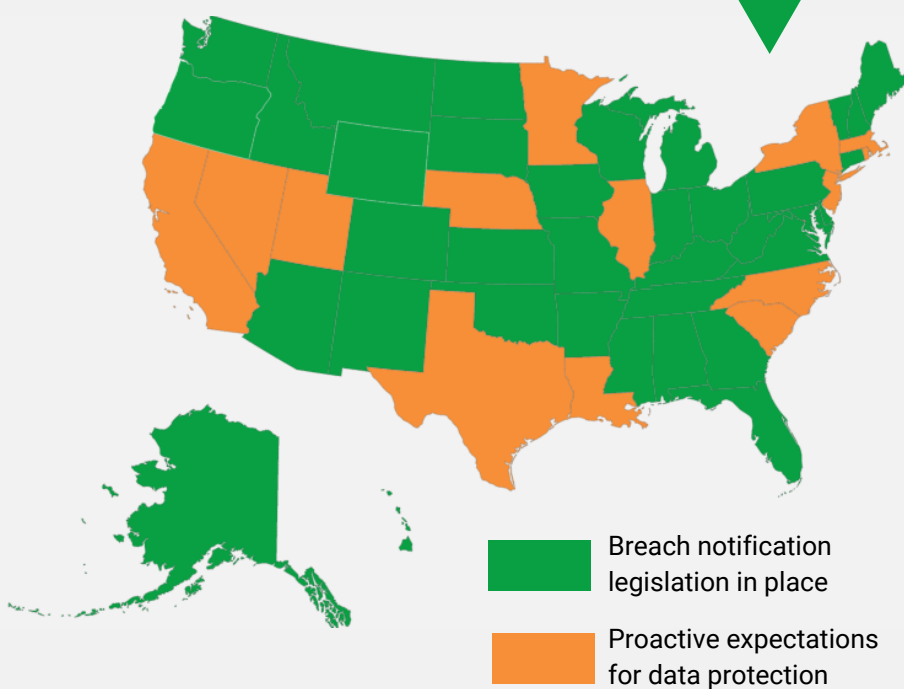 Breach notification
legislation in place
Proactive expectations
for data protection